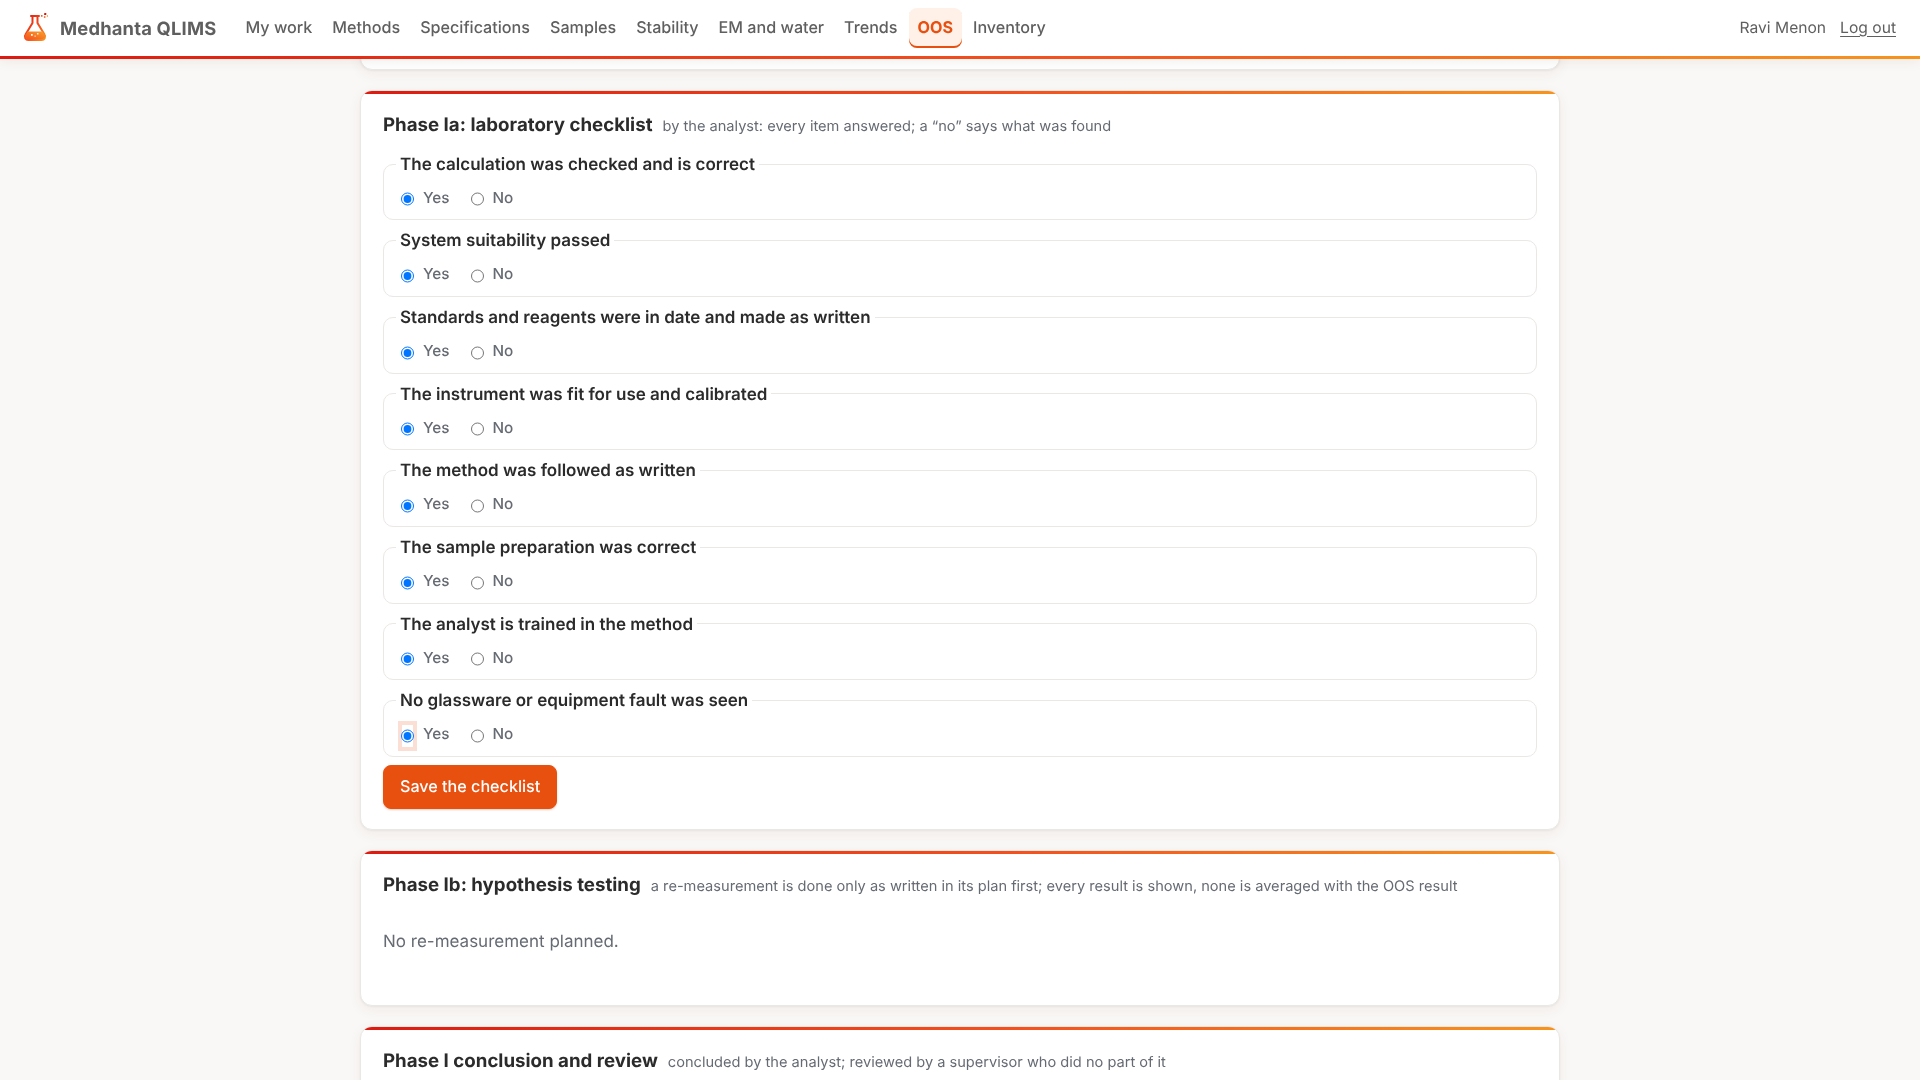 Medhanta QLIMS My work Methods Specifications Samples Stability EM and water Trends OOS Inventory Ravi Menon Log out
Phase Ia: laboratory checklist by the analyst: every item answered; a “no” says what was found
The calculation was checked and is correct
Yes No
System suitability passed
Yes No
Standards and reagents were in date and made as written
Yes No
The instrument was fit for use and calibrated
Yes No
The method was followed as written
Yes No
The sample preparation was correct
Yes No
The analyst is trained in the method
Yes No
No glassware or equipment fault was seen
Yes No
Save the checklist
Phase Ib: hypothesis testing a re-measurement is done only as written in its plan first; every result is shown, none is averaged with the OOS result
No re-measurement planned.
Phase I conclusion and review concluded by the analyst; reviewed by a supervisor who did no part of it